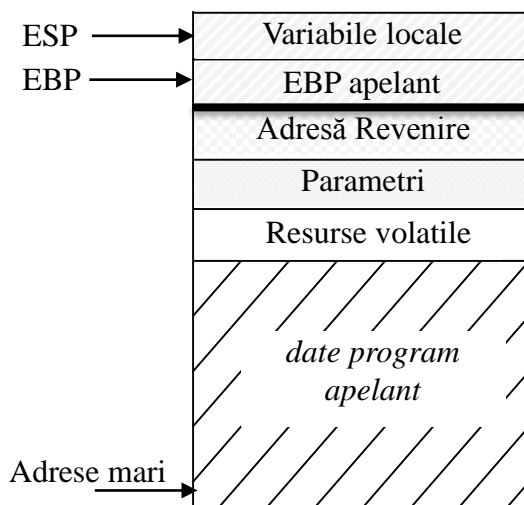 ESP
Variabile locale
EBP
EBP apelant
Adresă Revenire
Parametri
Resurse volatile
date program
apelant
Adrese mari